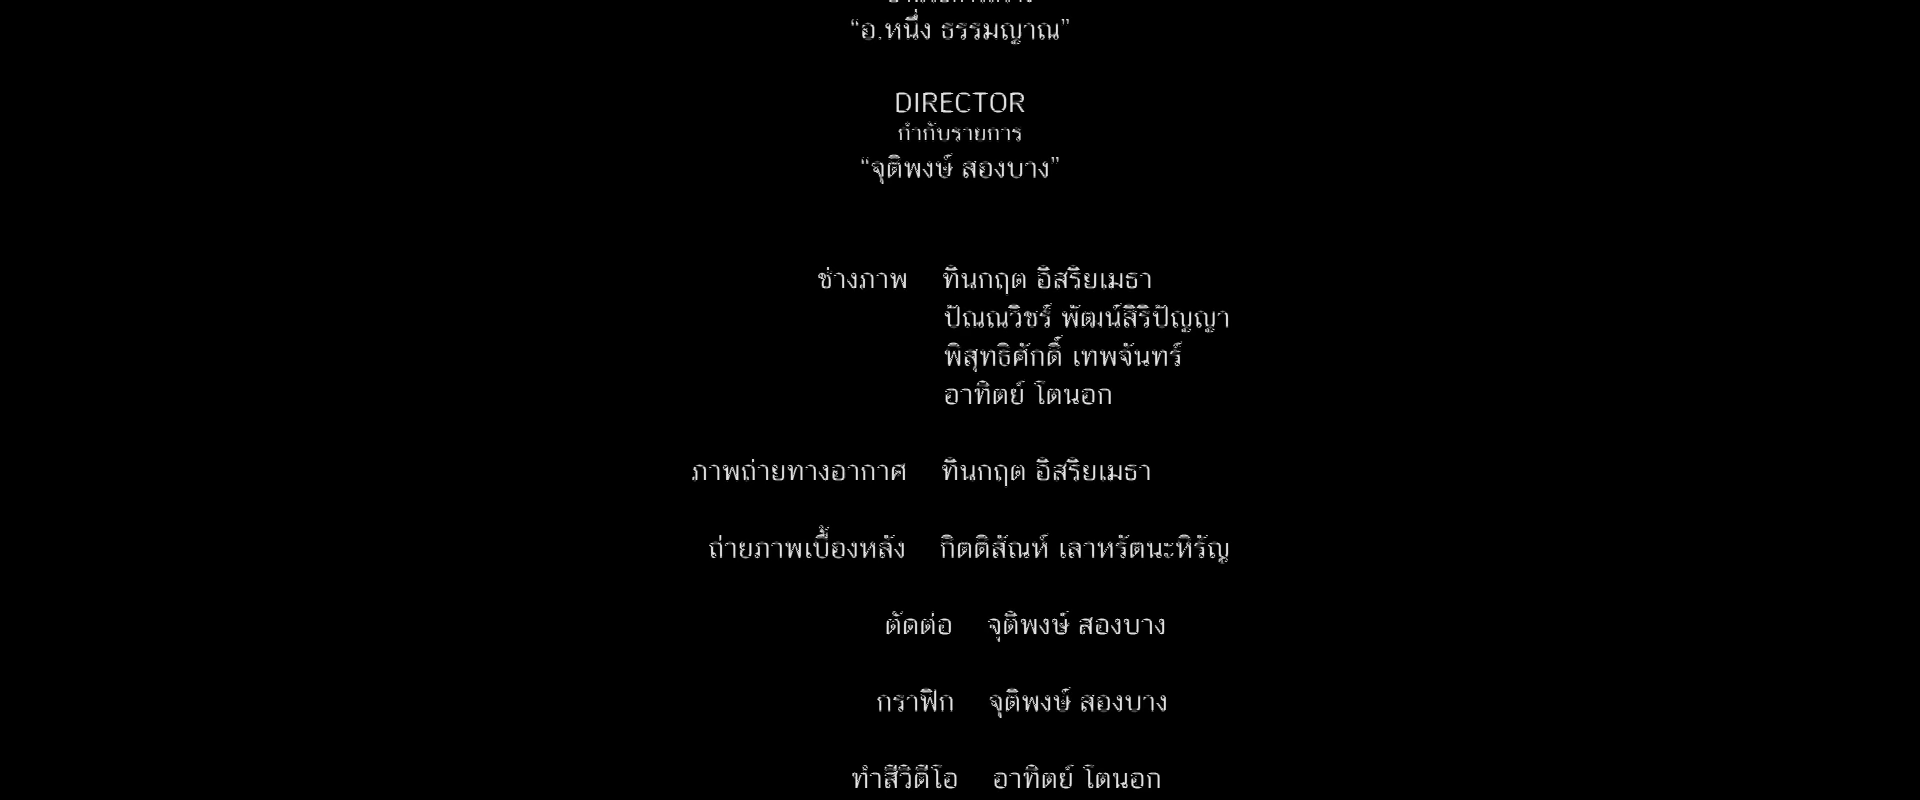 “อ.หนึ่ง ธรรมญาณ”
DIRECTOR
กำกับรายการ
“จุติพงษ์ สองบาง”
ช่างภาพ ทินกฤต อิสริยเมธา
ปัณณวิชร์ พัฒน์สิริปัญญา
พิสุทธิศักดิ์ เทพจันทร์
อาทิตย์ โตนอก
ภาพถ่ายทางอากาศ ทินกฤต อิสริยเมธา
ถ่ายภาพเบื้องหลัง กิตติสัณห์ เลาหรัตนะหิรัญ
ตัดต่อ จุติพงษ์ สองบาง
กราฟิก จุติพงษ์ สองบาง
ทำสีวิดีโอ อาทิตย์ โตนอก